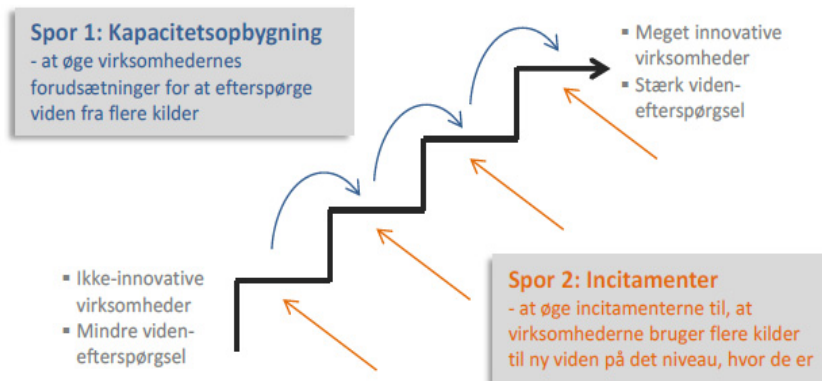 Spor 1: Kapacitetsopbygning
- at øge virksomhedernes
forudsætninger for at efterspørge
viden fra flere kilder
▪ Meget innovative
virksomheder
▪ Stærk viden-
efterspørgsel
▪ Ikke-innovative
virksomheder
▪ Mindre viden-
efterspørgsel
Spor 2: Incitamenter
- at øge incitamenterne til, at
virksomhederne bruger flere kilder
til ny viden på det niveau, hvor de er